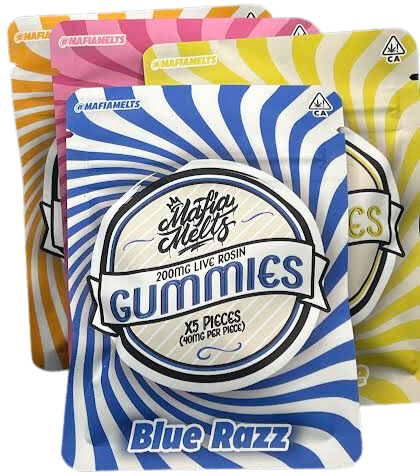 @MAFIAMELTS
@MAFIAMELTS
@MAFIAMELTS
CA
@MAFIAMELTS
CA
Mafia
Melts
200MG LIVE ROSIN
GUMMIES
X5 PIECES
(40MG PER PIECE)
ES
Blue Razz